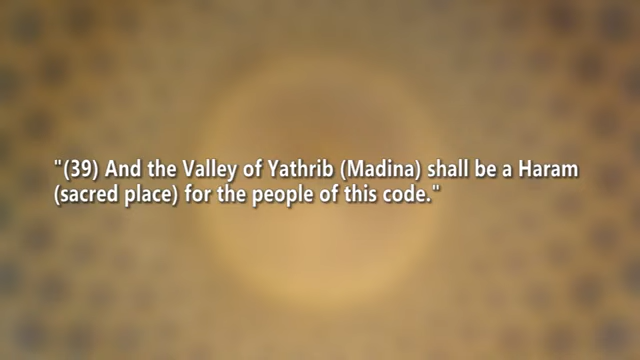 "(39) And the Valley of Yathrib (Madina) shall be a Haram
(sacred place) for the people of this code."